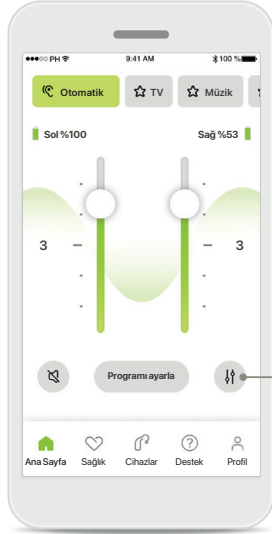 PH 9:41 AM 100 %
Otomatik TV Müzik
Sol %100 Sağ %53
3 3
Programı ayarla
Ana Sayfa Sağlık Cihazlar Destek Profil